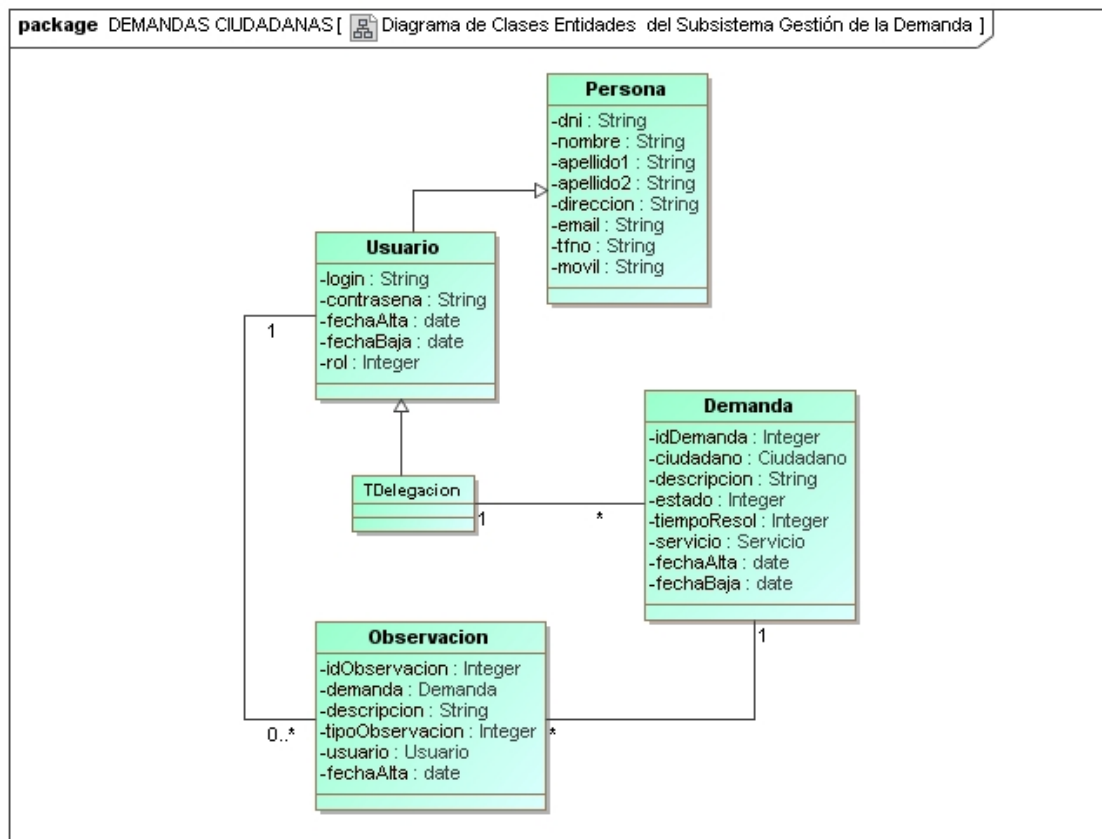 package DEMANDAS CIUDADANAS [ Diagrama de Clases Entidades del Subsistema Gestión de la Demanda ]
Persona
-dni : String
-nombre : String
-apellido1 : String
-apellido2 : String
-direccion : String
-email : String
-tfno : String
-movil : String
Usuario
-login : String
-contrasena : String
-fechaAlta : date
-fechaBaja : date
-rol : Integer
1
Demanda
-idDemanda : Integer
-ciudadano : Ciudadano
-descripcion : String
-estado : Integer
-tiempoResol : Integer
-servicio : Servicio
-fechaAlta : date
-fechaBaja : date
TDelegacion
1
*
1
Observacion
-idObservacion : Integer
-demanda : Demanda
-descripcion : String
-tipoObservacion : Integer
-usuario : Usuario
-fechaAlta : date
0..*
*